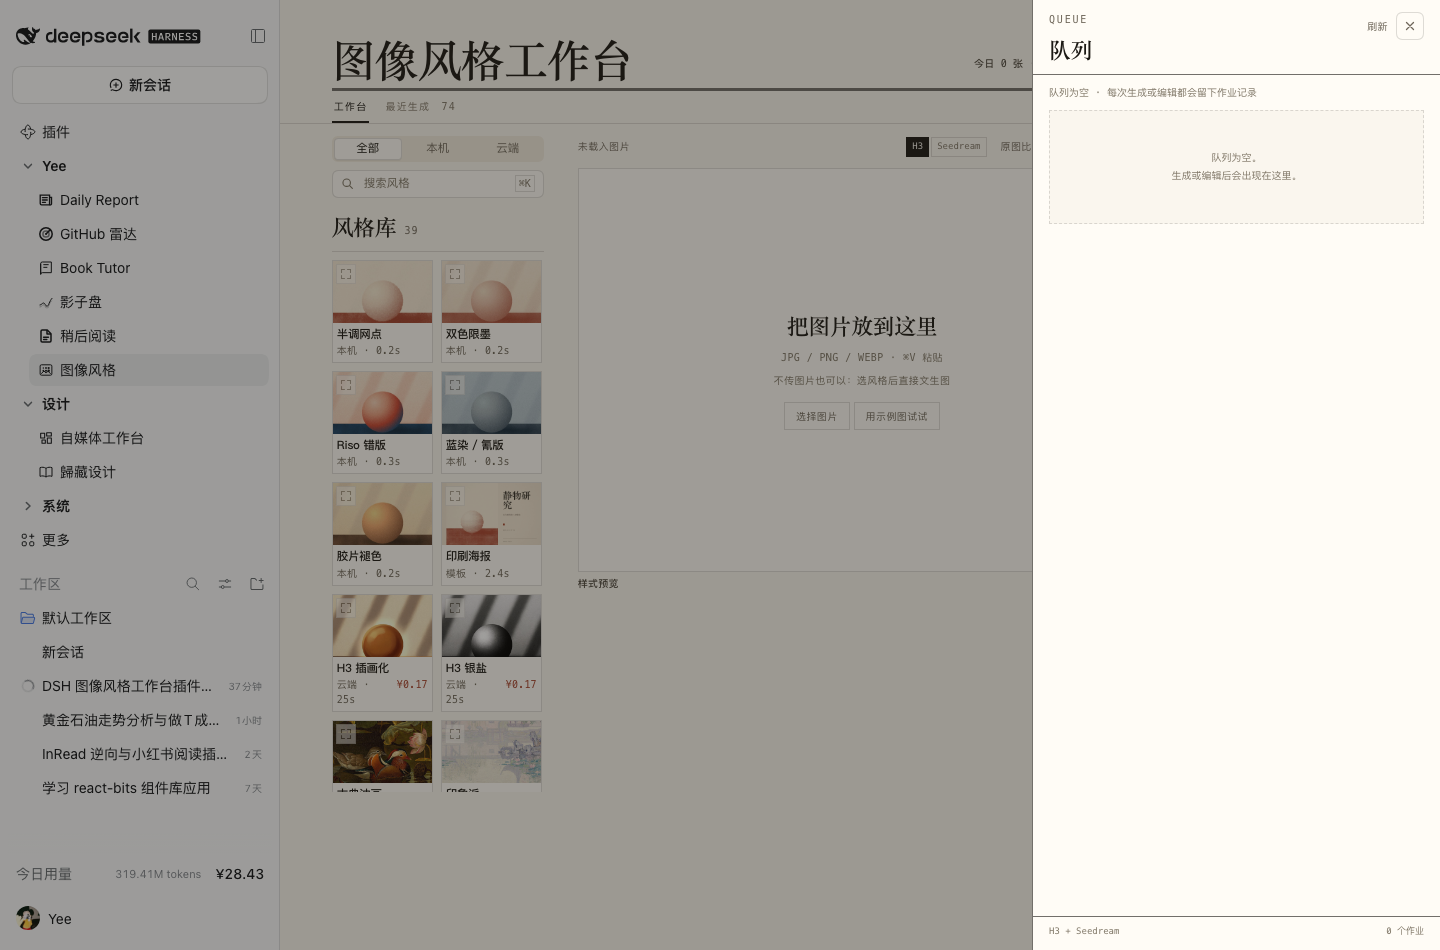 deepseek HARNESS
新会话
插件
Yee
Daily Report
GitHub 雷达
Book Tutor
影子盘
稍后阅读
图像风格
设计
自媒体工作台
歸藏设计
系统
更多
工作区
默认工作区
新会话
DSH 图像风格工作台插件... 37分钟
黄金石油走势分析与做T成... 1小时
InRead 逆向与小红书阅读插... 2天
学习 react-bits 组件库应用 7天
今日用量 319.41M tokens ¥28.43
Yee
图像风格工作台
今日 0 张
工作台 最近生成 74
全部 本机 云端
搜索风格 ⌘K
风格库 39
半调网点
本机 · 0.2s
双色限墨
本机 · 0.2s
Riso 错版
本机 · 0.3s
蓝染 / 氰版
本机 · 0.3s
胶片褪色
本机 · 0.2s
静物研
究
印刷海报
模板 · 2.4s
H3 插画化
云端 · 25s ¥0.17
H3 银盐
云端 · 25s ¥0.17
未载入图片
H3 Seedream 原图比
把图片放到这里
JPG / PNG / WEBP · ⌘V 粘贴
不传图片也可以：选风格后直接文生图
选择图片 用示例图试试
样式预览
QUEUE
队列
刷新
队列为空 · 每次生成或编辑都会留下作业记录
队列为空。
生成或编辑后会出现在这里。
H3 + Seedream 0 个作业